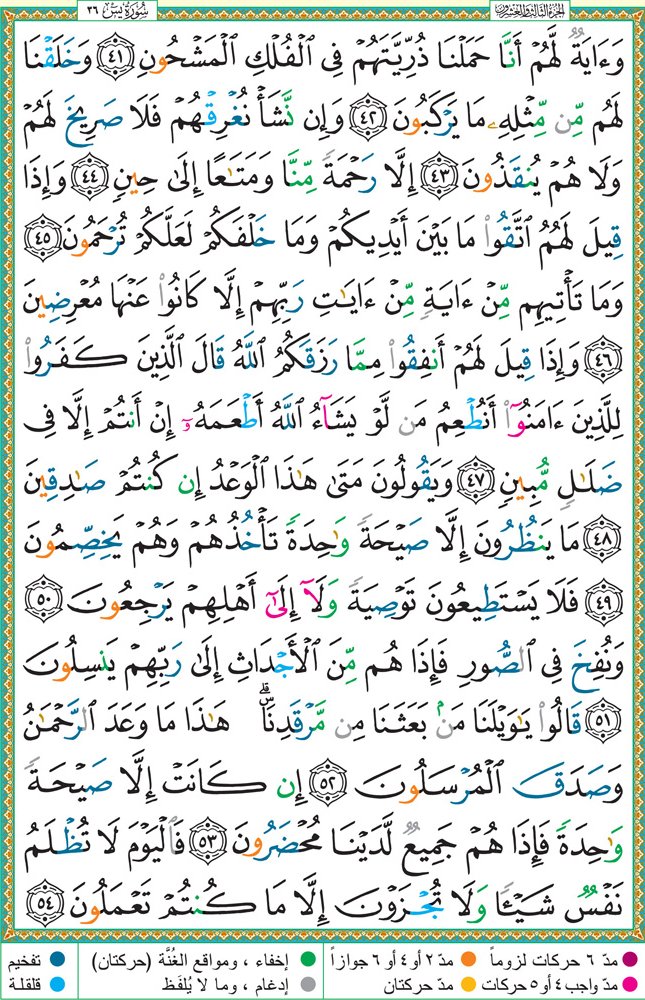 الجزء الثالث والعشرون
سُورَةُ يسٓ ٣٦
وَءَايَةٌ لَّهُمْ أَنَّا حَمَلْنَا ذُرِّيَّتَهُمْ فِى ٱلْفُلْكِ ٱلْمَشْحُونِ ٤١ وَخَلَقْنَا
لَهُم مِّن مِّثْلِهِۦ مَا يَرْكَبُونَ ٤٢ وَإِن نَّشَأْ نُغْرِقْهُمْ فَلَا صَرِيخَ لَهُمْ
وَلَا هُمْ يُنقَذُونَ ٤٣ إِلَّا رَحْمَةً مِّنَّا وَمَتَـٰعًا إِلَىٰ حِينٍ ٤٤ وَإِذَا
قِيلَ لَهُمُ ٱتَّقُوا۟ مَا بَيْنَ أَيْدِيكُمْ وَمَا خَلْفَكُمْ لَعَلَّكُمْ تُرْحَمُونَ ٤٥
وَمَا تَأْتِيهِم مِّنْ ءَايَةٍ مِّنْ ءَايَـٰتِ رَبِّهِمْ إِلَّا كَانُوا۟ عَنْهَا مُعْرِضِينَ
٤٦ وَإِذَا قِيلَ لَهُمْ أَنفِقُوا۟ مِمَّا رَزَقَكُمُ ٱللَّهُ قَالَ ٱلَّذِينَ كَفَرُوا۟
لِلَّذِينَ ءَامَنُوٓا۟ أَنُطْعِمُ مَن لَّوْ يَشَآءُ ٱللَّهُ أَطْعَمَهُۥٓ إِنْ أَنتُمْ إِلَّا فِى
ضَلَـٰلٍ مُّبِينٍ ٤٧ وَيَقُولُونَ مَتَىٰ هَـٰذَا ٱلْوَعْدُ إِن كُنتُمْ صَـٰدِقِينَ
٤٨ مَا يَنظُرُونَ إِلَّا صَيْحَةً وَٰحِدَةً تَأْخُذُهُمْ وَهُمْ يَخِصِّمُونَ
٤٩ فَلَا يَسْتَطِيعُونَ تَوْصِيَةً وَلَآ إِلَىٰٓ أَهْلِهِمْ يَرْجِعُونَ ٥٠
وَنُفِخَ فِى ٱلصُّورِ فَإِذَا هُم مِّنَ ٱلْأَجْدَاثِ إِلَىٰ رَبِّهِمْ يَنسِلُونَ
٥١ قَالُوا۟ يَـٰوَيْلَنَا مَنۢ بَعَثَنَا مِن مَّرْقَدِنَا ۜ ۗ هَـٰذَا مَا وَعَدَ ٱلرَّحْمَـٰنُ
وَصَدَقَ ٱلْمُرْسَلُونَ ٥٢ إِن كَانَتْ إِلَّا صَيْحَةً
وَٰحِدَةً فَإِذَا هُمْ جَمِيعٌ لَّدَيْنَا مُحْضَرُونَ ٥٣ فَٱلْيَوْمَ لَا تُظْلَمُ
نَفْسٌ شَيْـًٔا وَلَا تُجْزَوْنَ إِلَّا مَا كُنتُمْ تَعْمَلُونَ ٥٤
مدّ ٦ حركات لزوماً مدّ ٢ أو ٤ أو ٦ جوازاً إخفاء ، ومواقع الغُنَّة (حركتان) تفخيم
مدّ واجب ٤ أو ٥ حركات مدّ حركتان إدغام ، وما لا يُلفَظ قلقلة